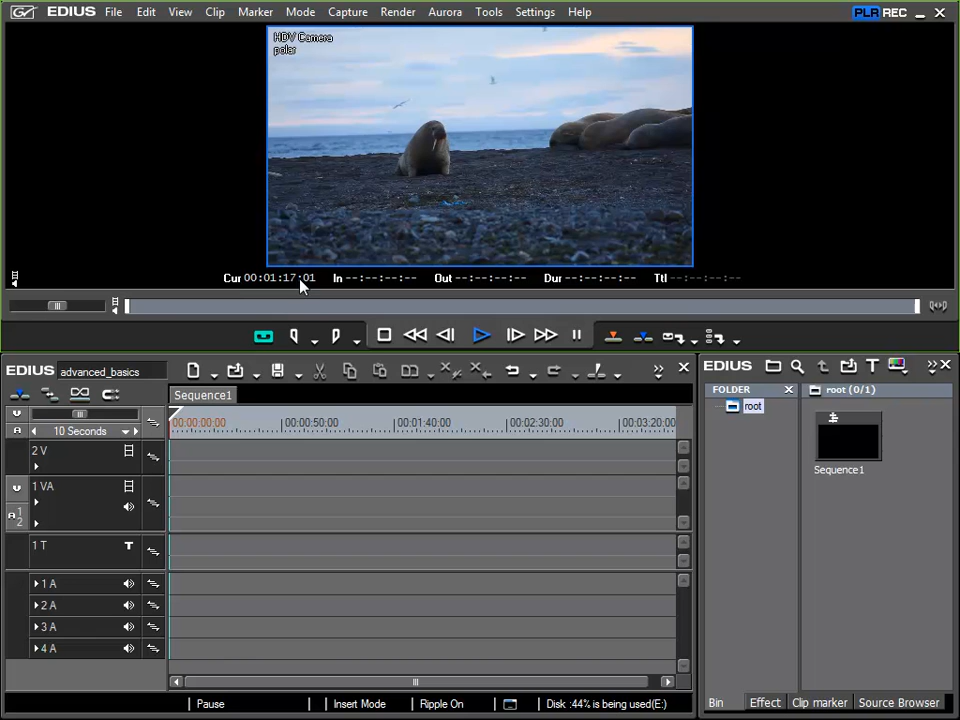 EDIUS File Edit View Clip Marker Mode Capture Render Aurora Tools Settings Help PLR REC
HDV Camera
polar
Cur 00:01:17:01 In --:--:--:-- Out --:--:--:-- Dur --:--:--:-- Ttl --:--:--:--
EDIUS advanced_basics
Sequence1
10 Seconds 00:00:00:00 00:00:50:00 00:01:40:00 00:02:30:00 00:03:20:00
2 V
1 VA
1 2
1 T
1 A
2 A
3 A
4 A
EDIUS
FOLDER root (0/1)
root
Sequence1
Bin Effect Clip marker Source Browser
Pause Insert Mode Ripple On Disk :44% is being used(E:)